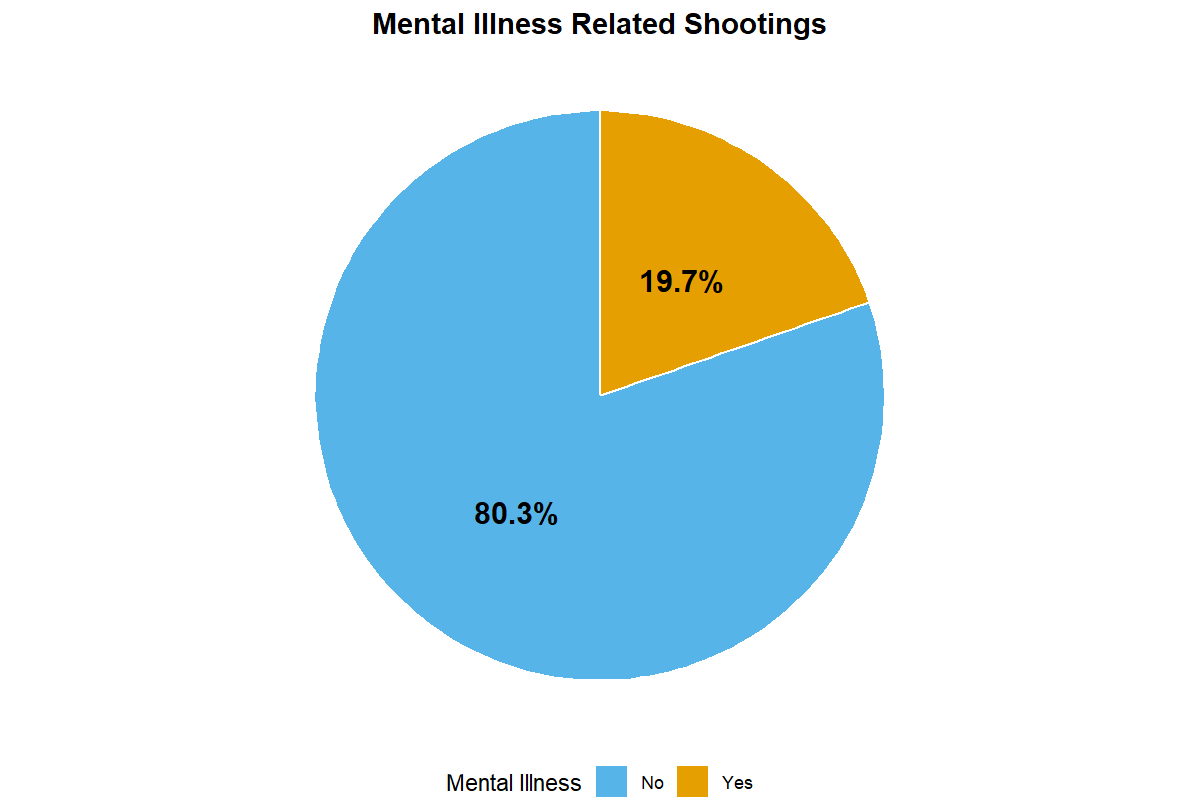 Mental Illness Related Shootings
19.7%
80.3%
Mental Illness No Yes